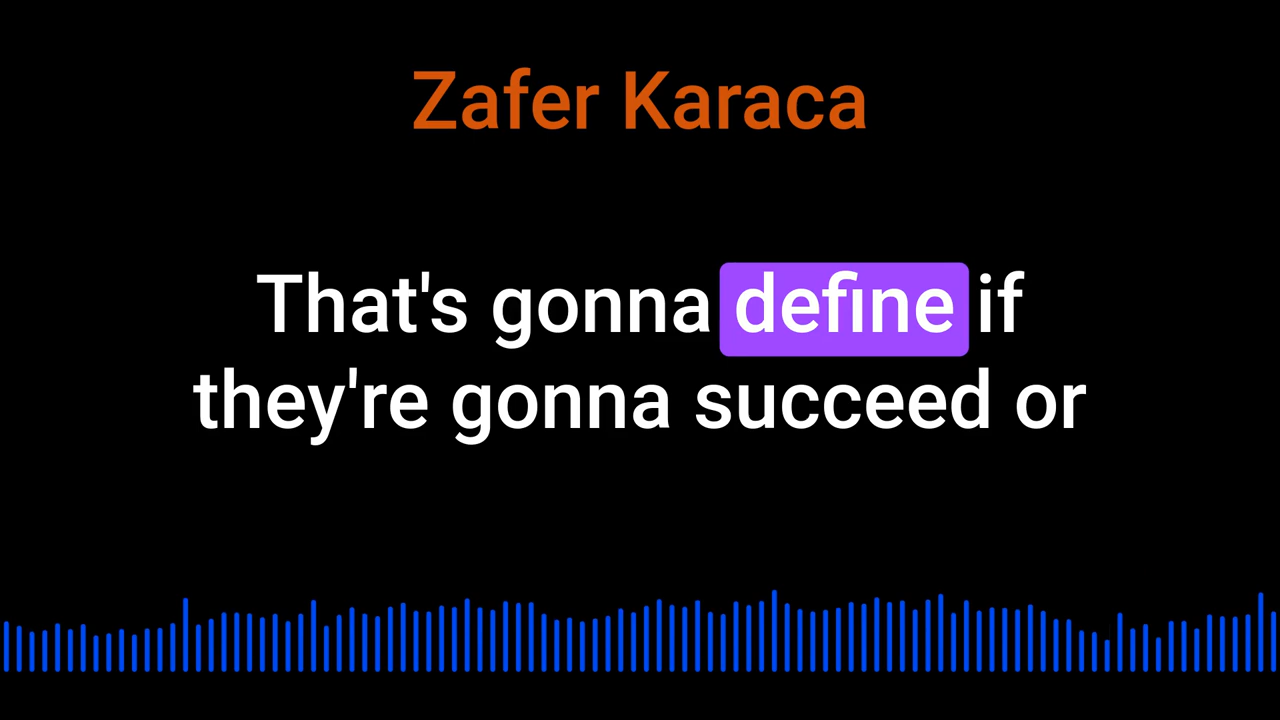 Zafer Karaca
That's gonna define if
they're gonna succeed or